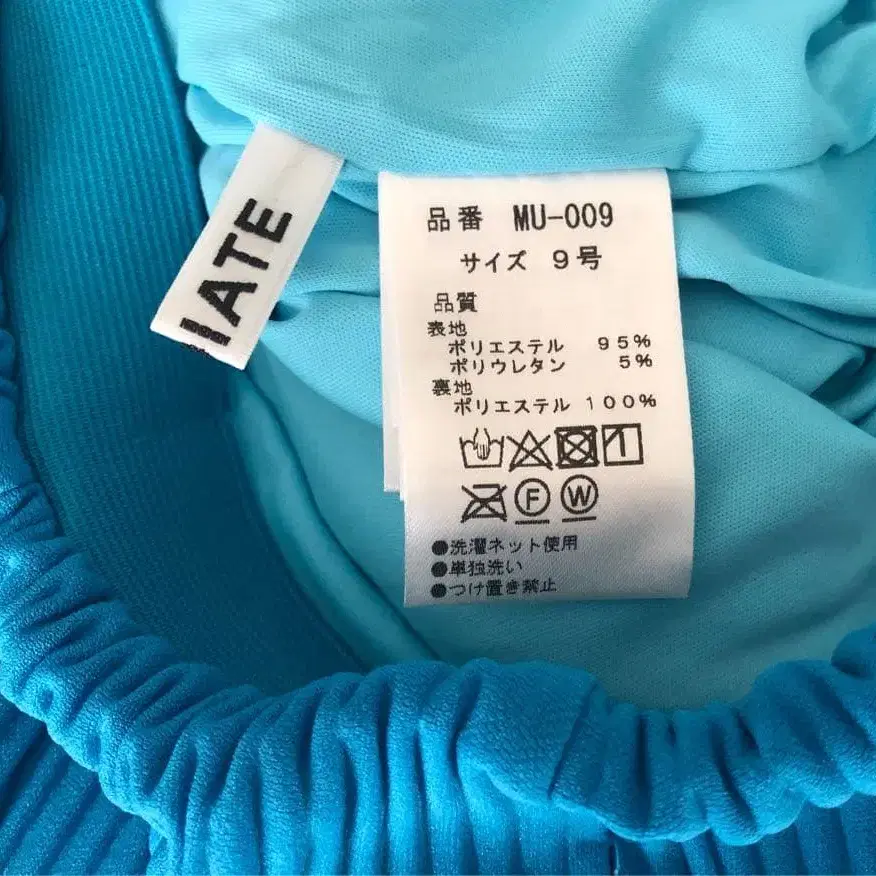 IATE
品番 MU-009
サイズ 9号
品質
表地
ポリエステル 95%
ポリウレタン 5%
裏地
ポリエステル 100%
F W
●洗濯ネット使用
●単独洗い
●つけ置き禁止